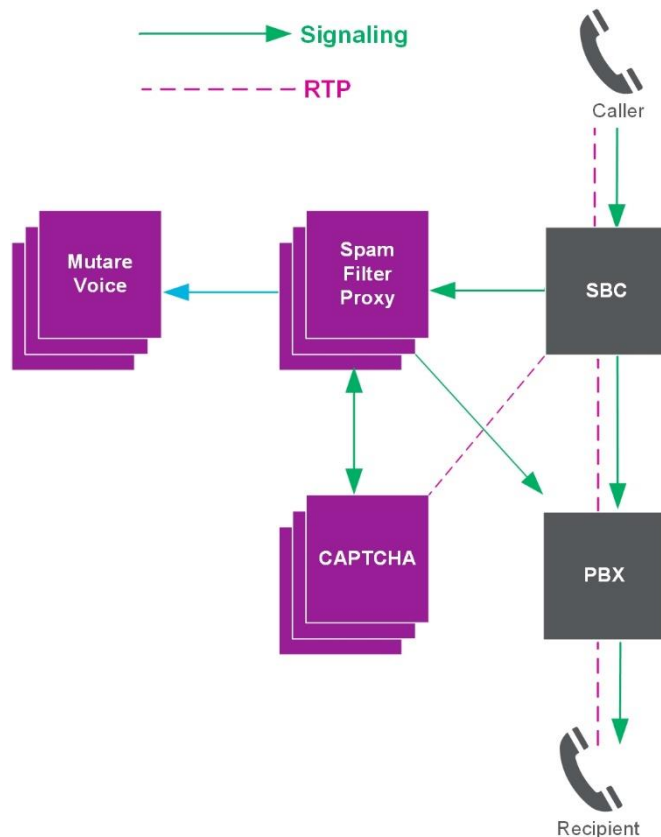 Signaling
RTP
Caller
Mutare
Voice
Spam
Filter
Proxy
SBC
CAPTCHA
PBX
Recipient